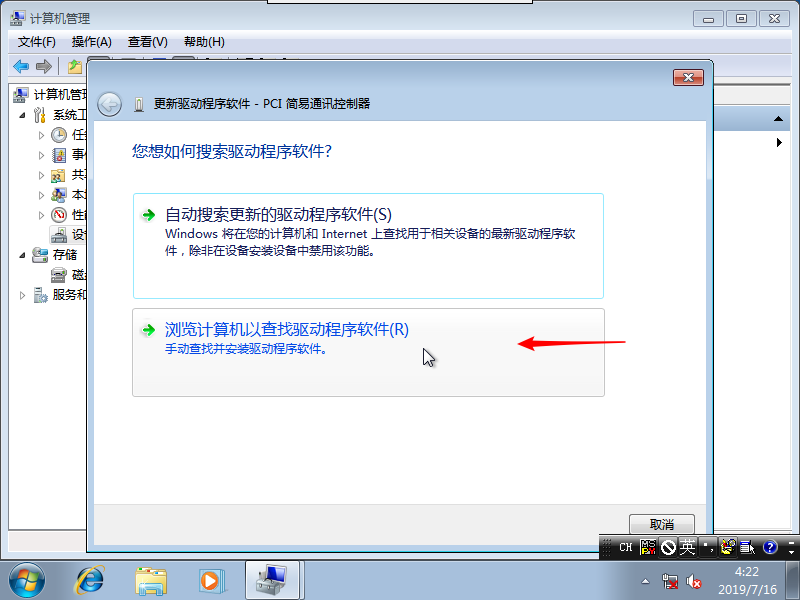 计算机管理
文件(F) 操作(A) 查看(V) 帮助(H)
更新驱动程序软件 - PCI 简易通讯控制器
计算机管理
系统工
任
事
共
本
性
设
存储
磁
服务和
您想如何搜索驱动程序软件?
自动搜索更新的驱动程序软件(S)
Windows 将在您的计算机和 Internet 上查找用于相关设备的最新驱动程序软
件，除非在设备安装设备中禁用该功能。
浏览计算机以查找驱动程序软件(R)
手动查找并安装驱动程序软件。
取消
CH 英
4:22
2019/7/16